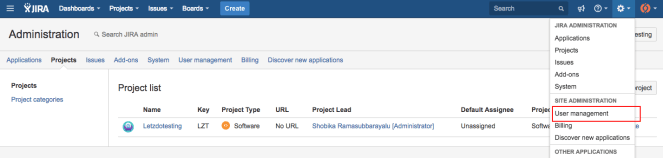 JIRA Dashboards Projects Issues Boards Create Search
JIRA ADMINISTRATION
Administration Search JIRA admin esting
Applications
Projects
Issues
Add-ons
System
Applications Projects Issues Add-ons System User management Billing Discover new applications
Projects
Project categories
Project list roject
SITE ADMINISTRATION
User management
Billing
Discover new applications
OTHER APPLICATIONS
Name Key Project Type URL Project Lead Default Assignee Proje
Letzdotesting LZT Software No URL Shobika Ramasubbarayalu [Administrator] Unassigned Softw e